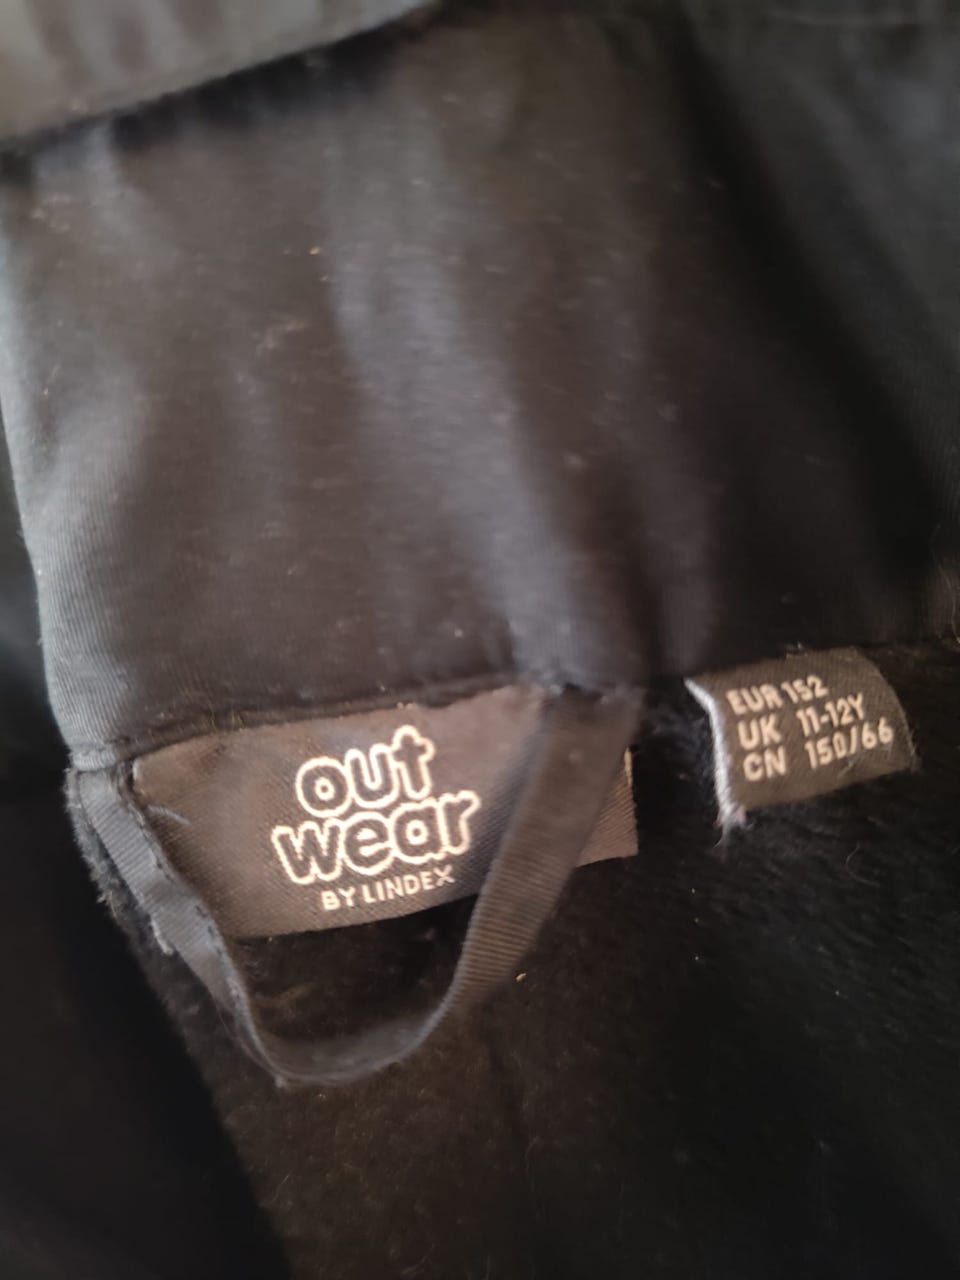 out
wear
BY LINDEX
EUR 152
UK 11-12Y
CN 150/66